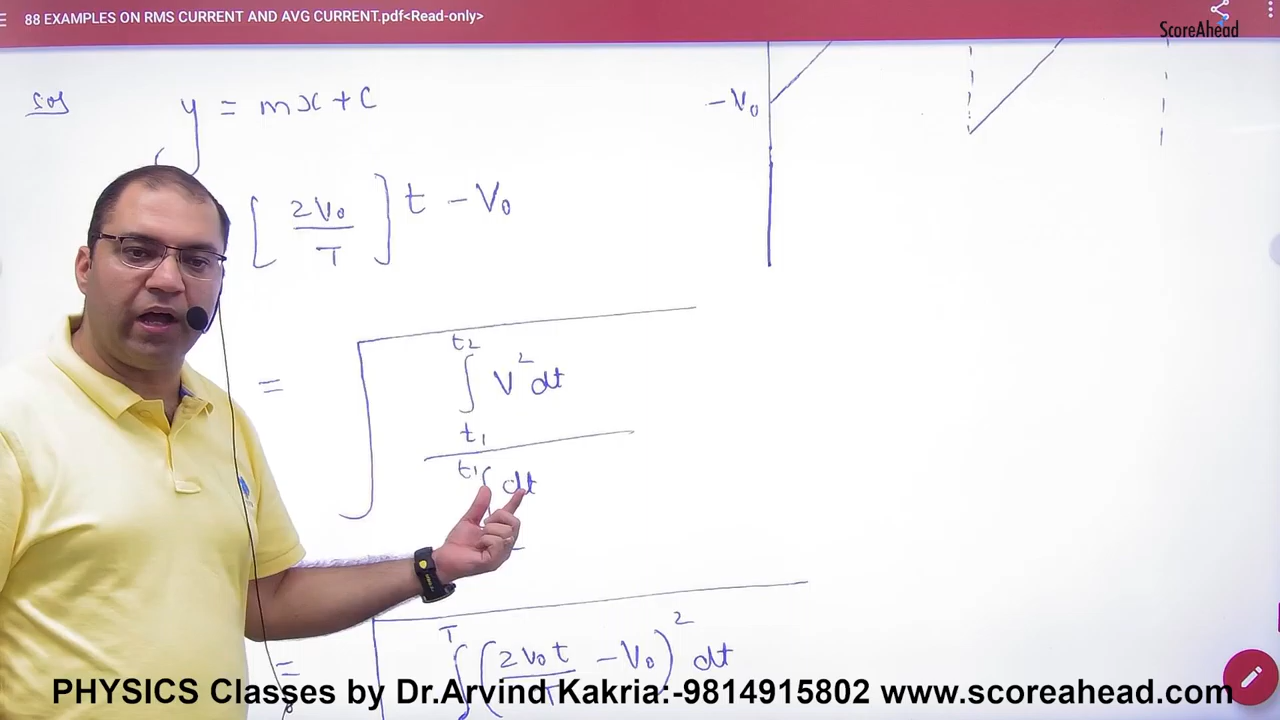 88 EXAMPLES ON RMS CURRENT AND AVG CURRENT.pdf<Read-only>
ScoreAhead
Sol
y = mx + c
-V₀
[2V₀/T] t - V₀
= √
t₂
∫ V² dt
t₁
t₁ ∫ dt
= √
T
∫ (2V₀t/T - V₀)² dt
PHYSICS Classes by Dr.Arvind Kakria:-9814915802 www.scoreahead.com